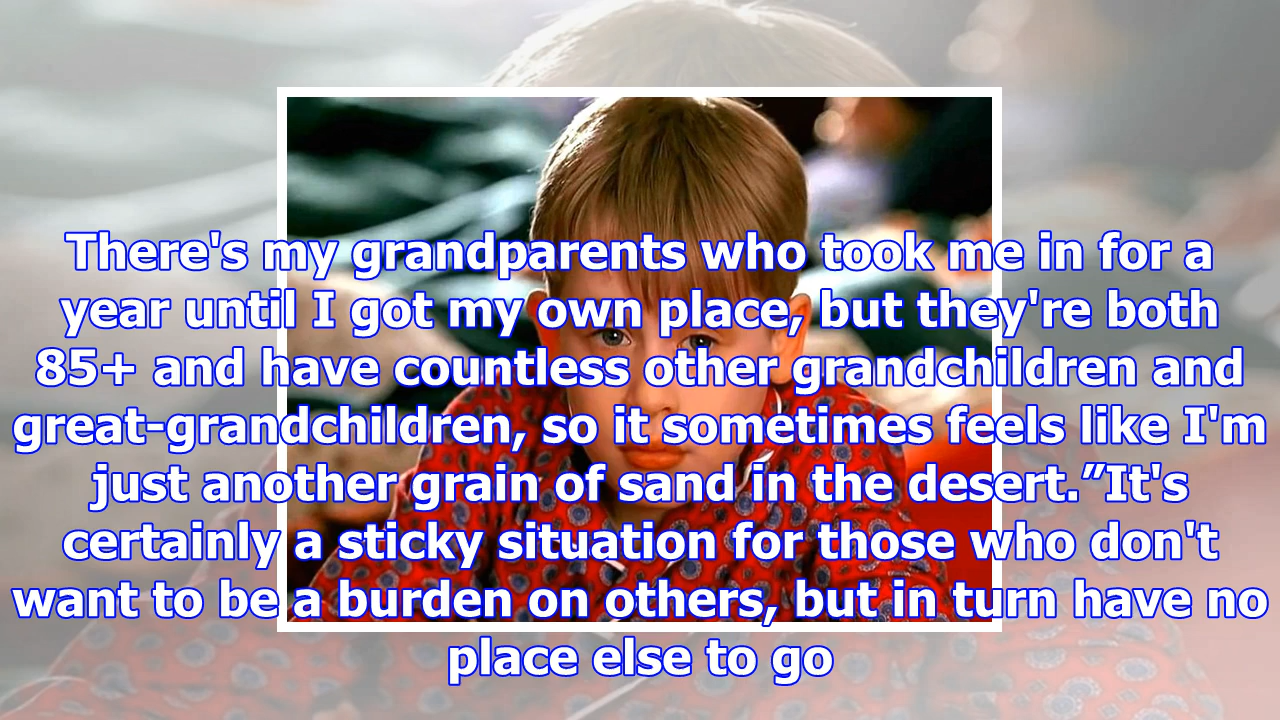 There's my grandparents who took me in for a
year until I got my own place, but they're both
85+ and have countless other grandchildren and
great-grandchildren, so it sometimes feels like I'm
just another grain of sand in the desert.”It's
certainly a sticky situation for those who don't
want to be a burden on others, but in turn have no
place else to go